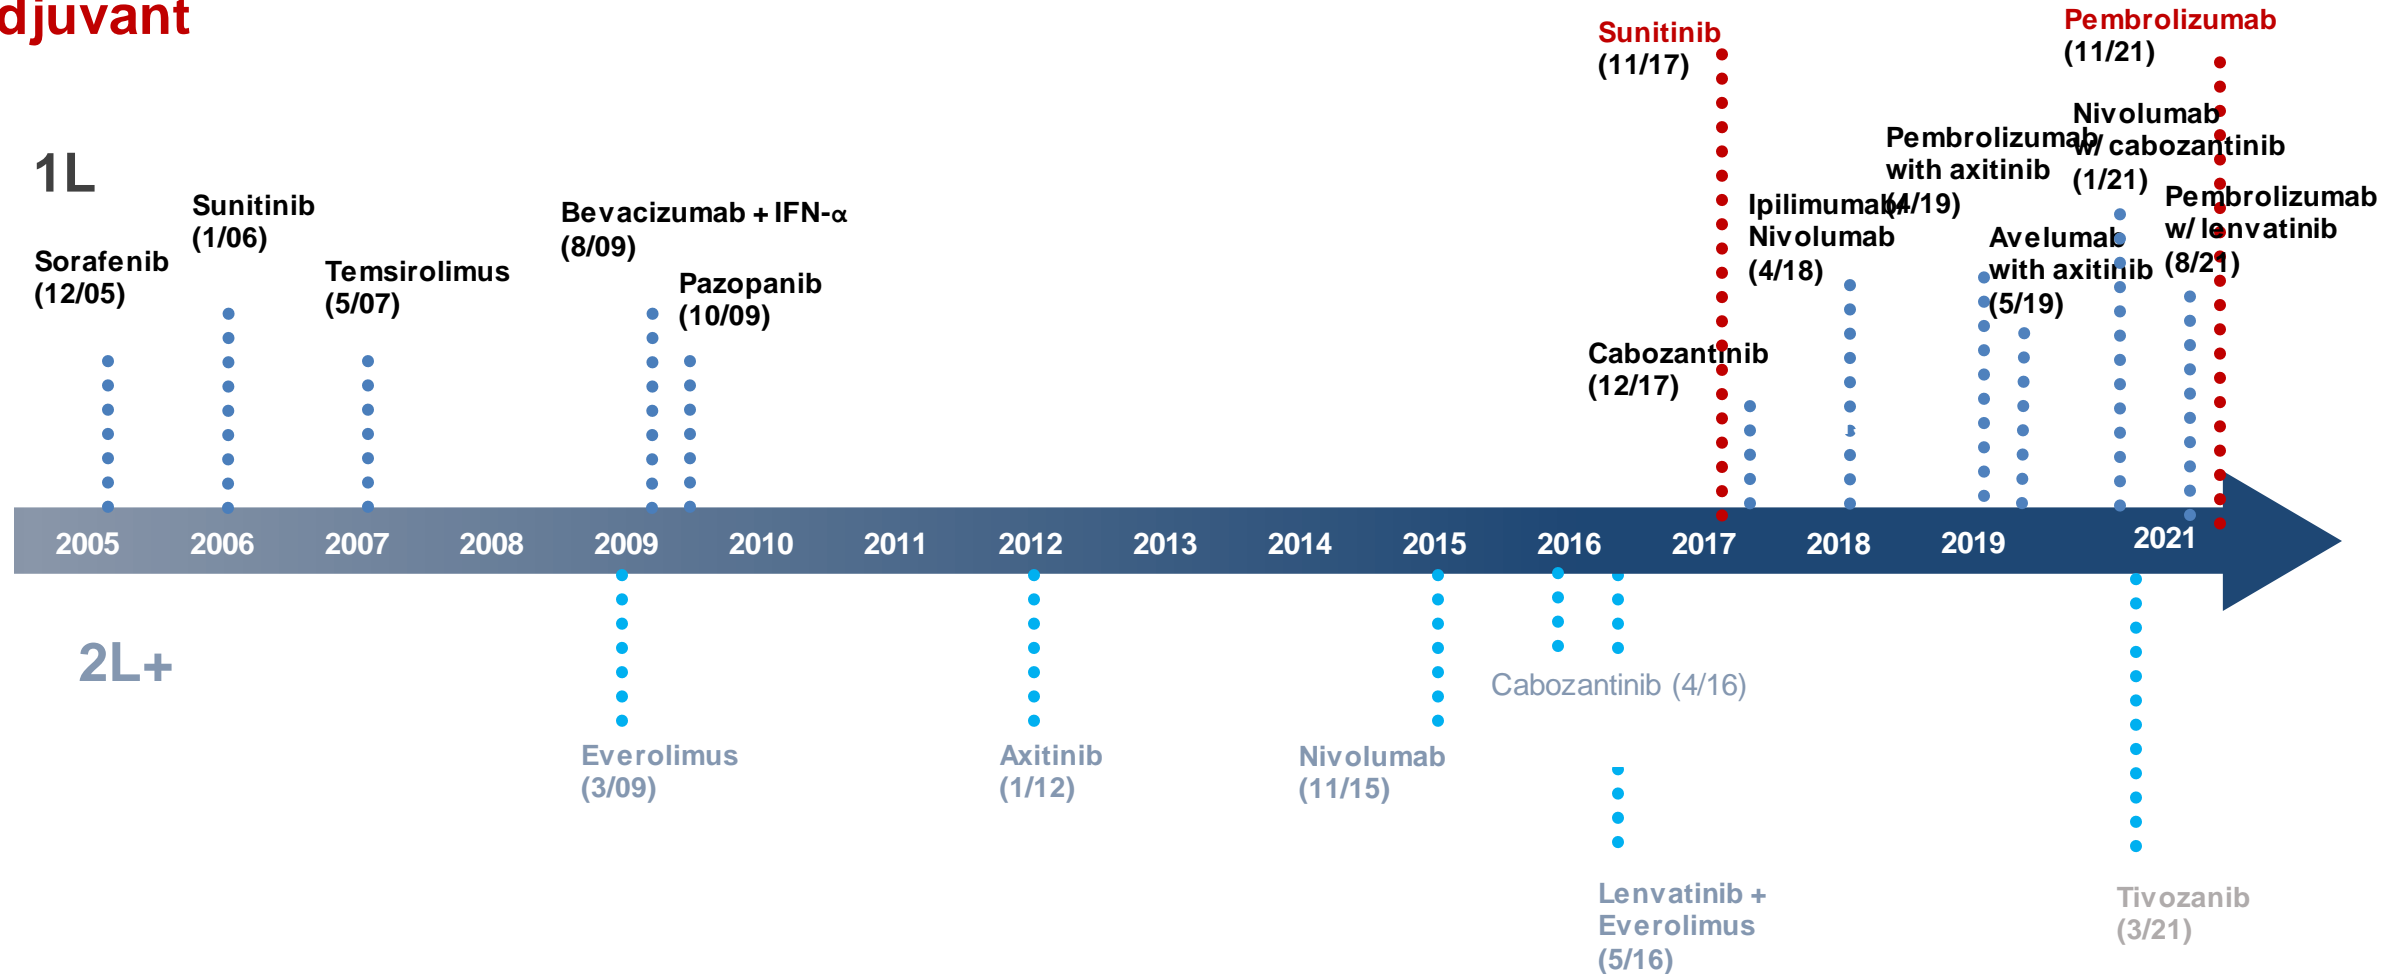 djuvant
Sunitinib
(11/17)
Pembrolizumab
(11/21)
1L
Sorafenib
(12/05)
Sunitinib
(1/06)
Temsirolimus
(5/07)
Bevacizumab + IFN-α
(8/09)
Pazopanib
(10/09)
Cabozantinib
(12/17)
Ipilimumab/
Nivolumab
(4/18)
Pembrolizumab
with axitinib
(4/19)
Avelumab
with axitinib
(5/19)
Nivolumab
w/ cabozantinib
(1/21)
Pembrolizumab
w/ lenvatinib
(8/21)
2005 2006 2007 2008 2009 2010 2011 2012 2013 2014 2015 2016 2017 2018 2019 2021
2L+
Everolimus
(3/09)
Axitinib
(1/12)
Nivolumab
(11/15)
Cabozantinib (4/16)
Lenvatinib +
Everolimus
(5/16)
Tivozanib
(3/21)